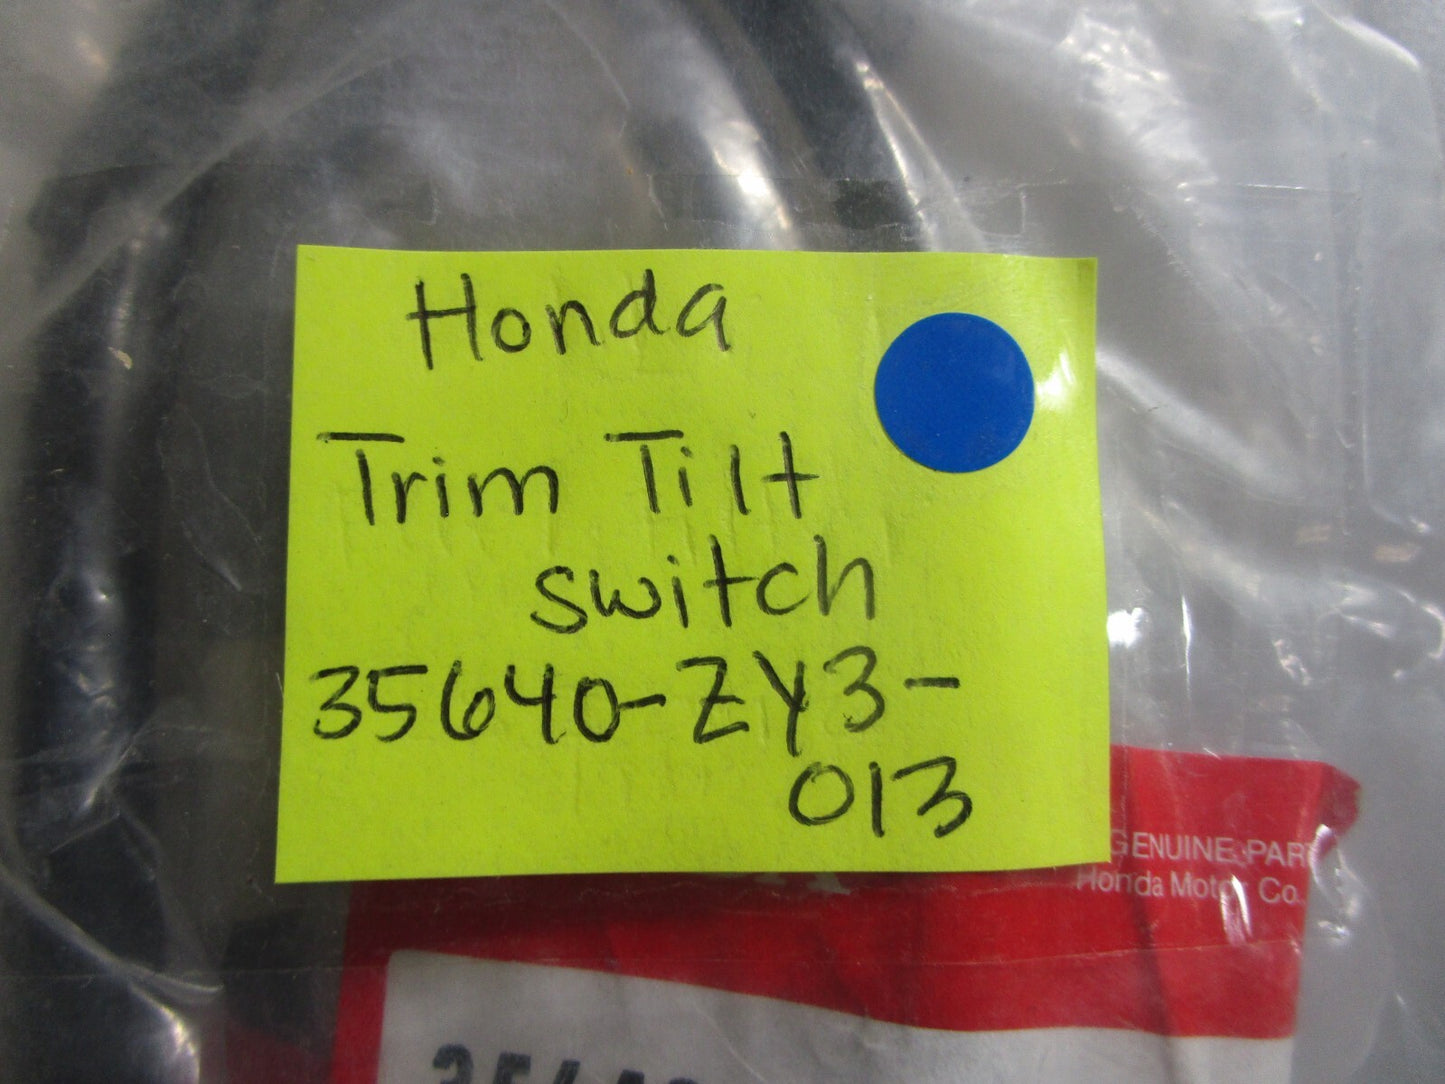 Honda
Trim Tilt
switch
35640-ZY3-
013
GENUINE PAR
Honda Motor Co.